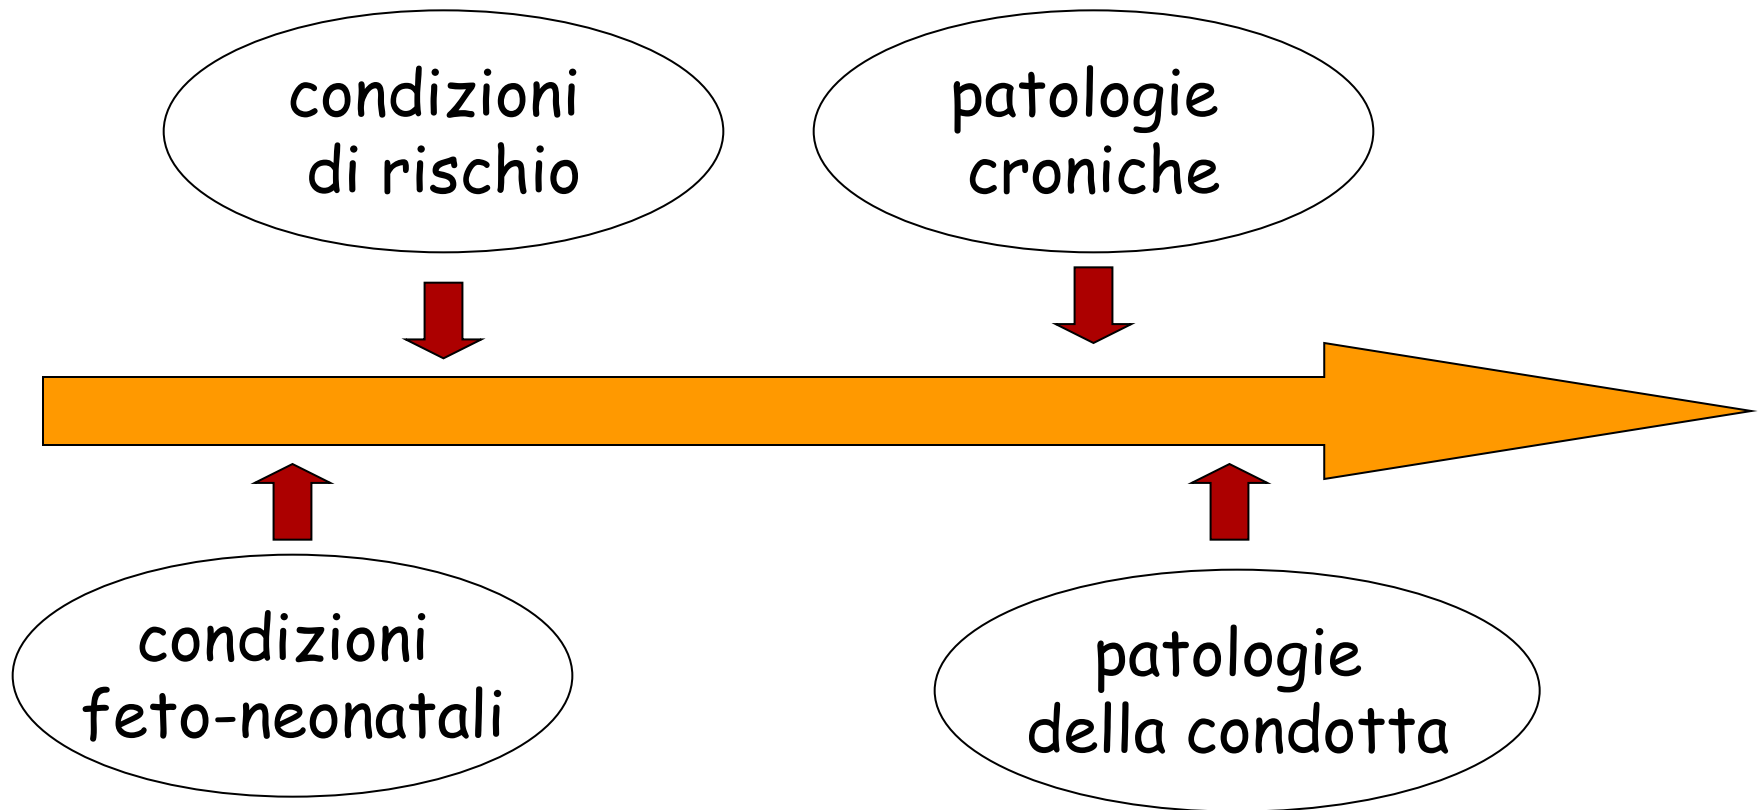 condizioni
di rischio
patologie
croniche
condizioni
feto-neonatali
patologie
della condotta